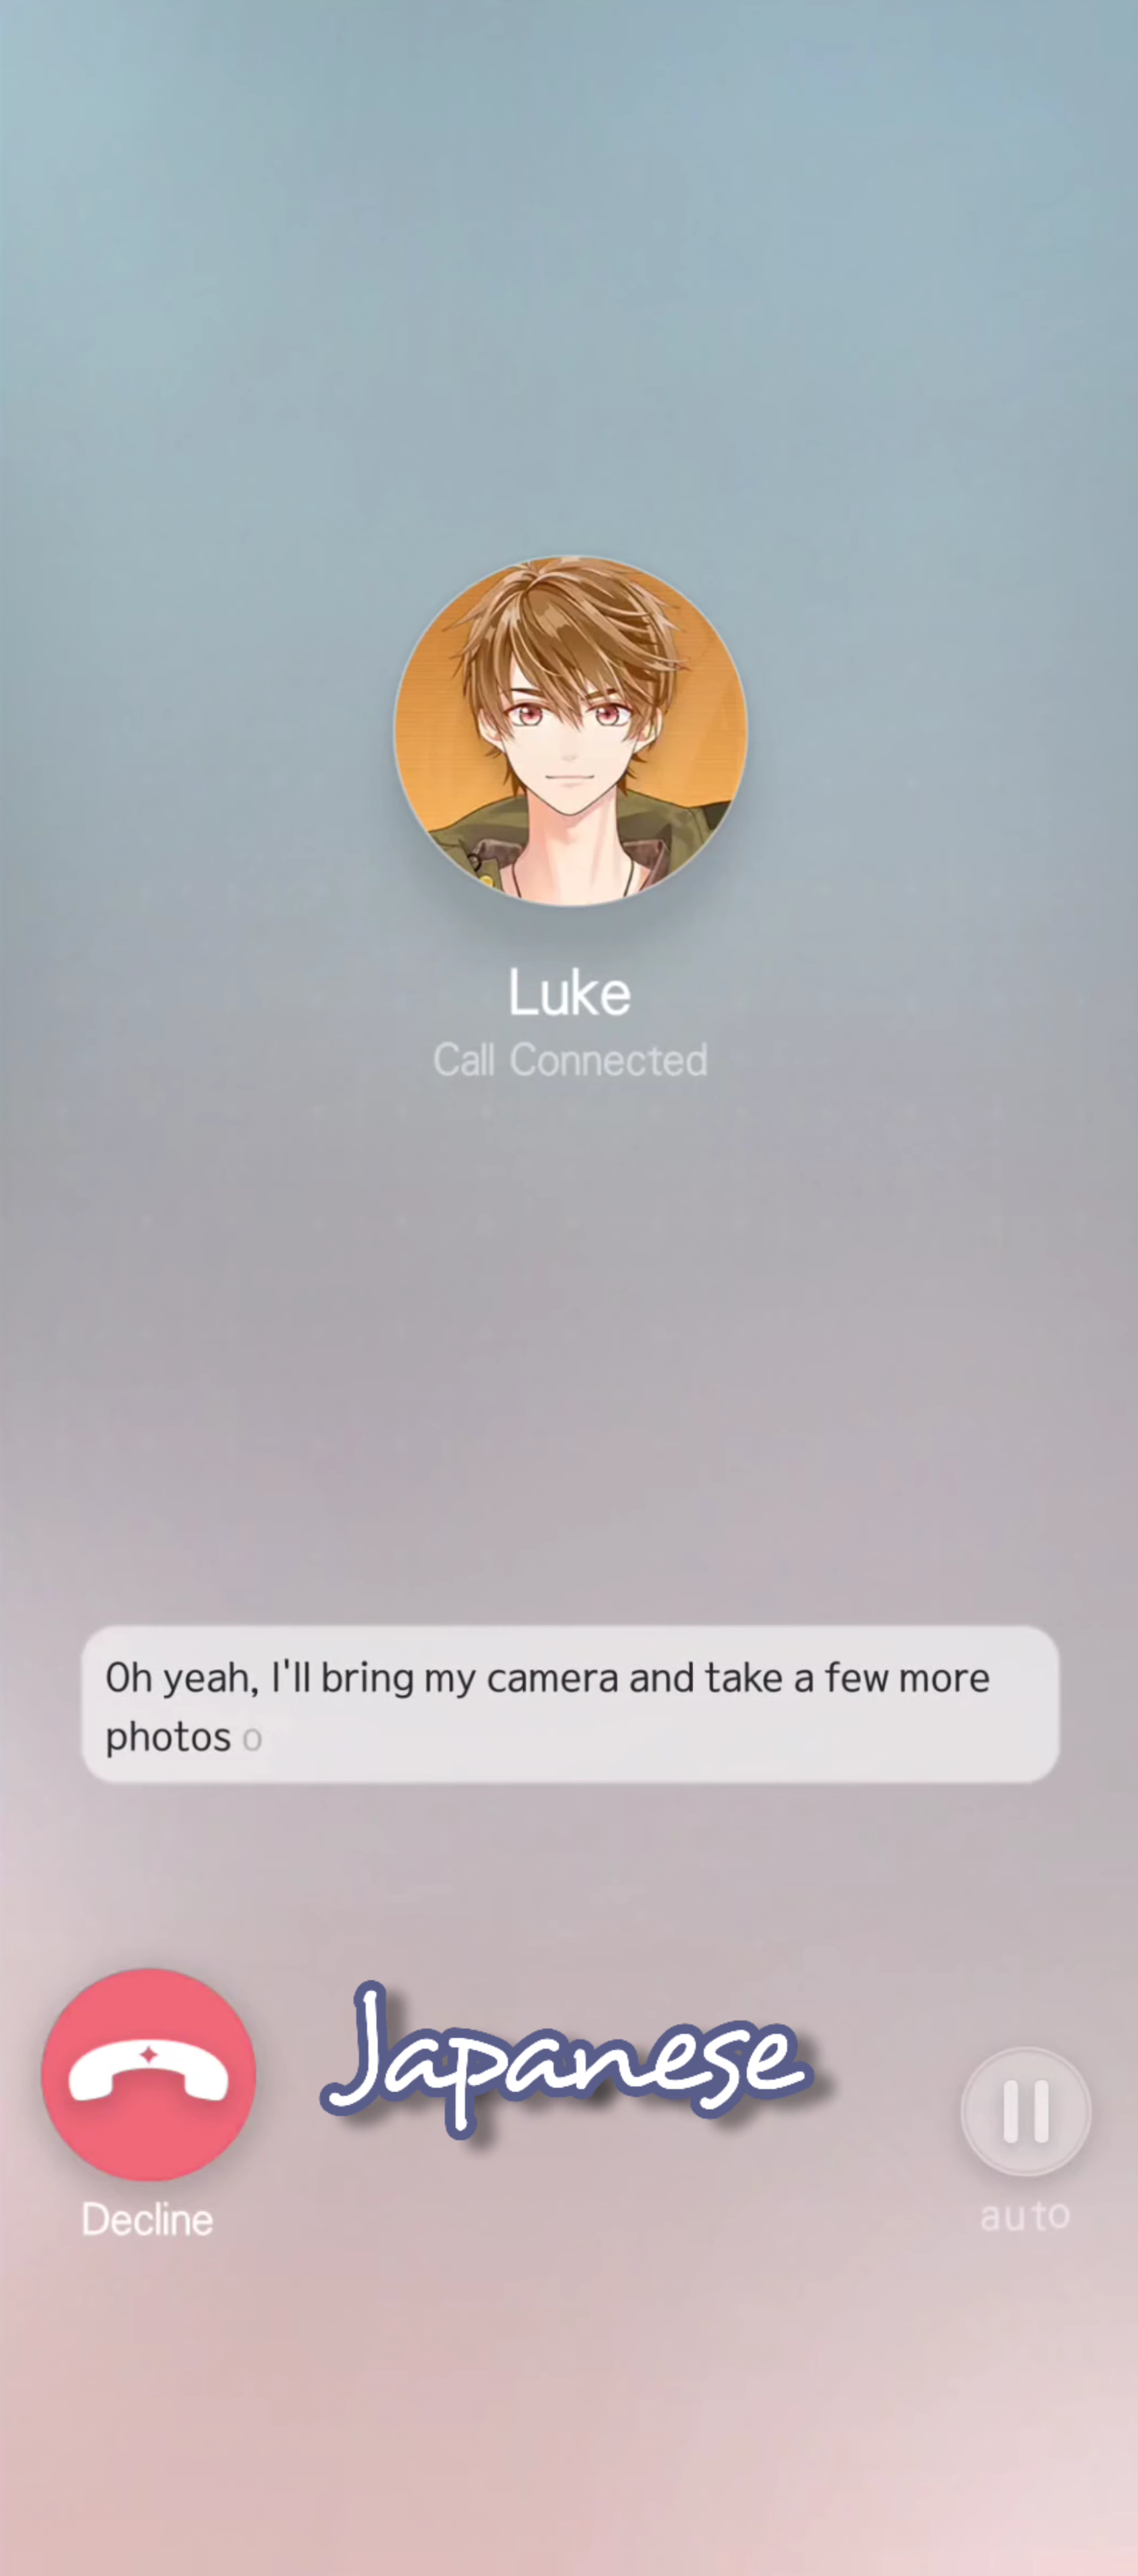 Luke
Call Connected
Oh yeah, I'll bring my camera and take a few more
photos o
Japanese
Decline
auto